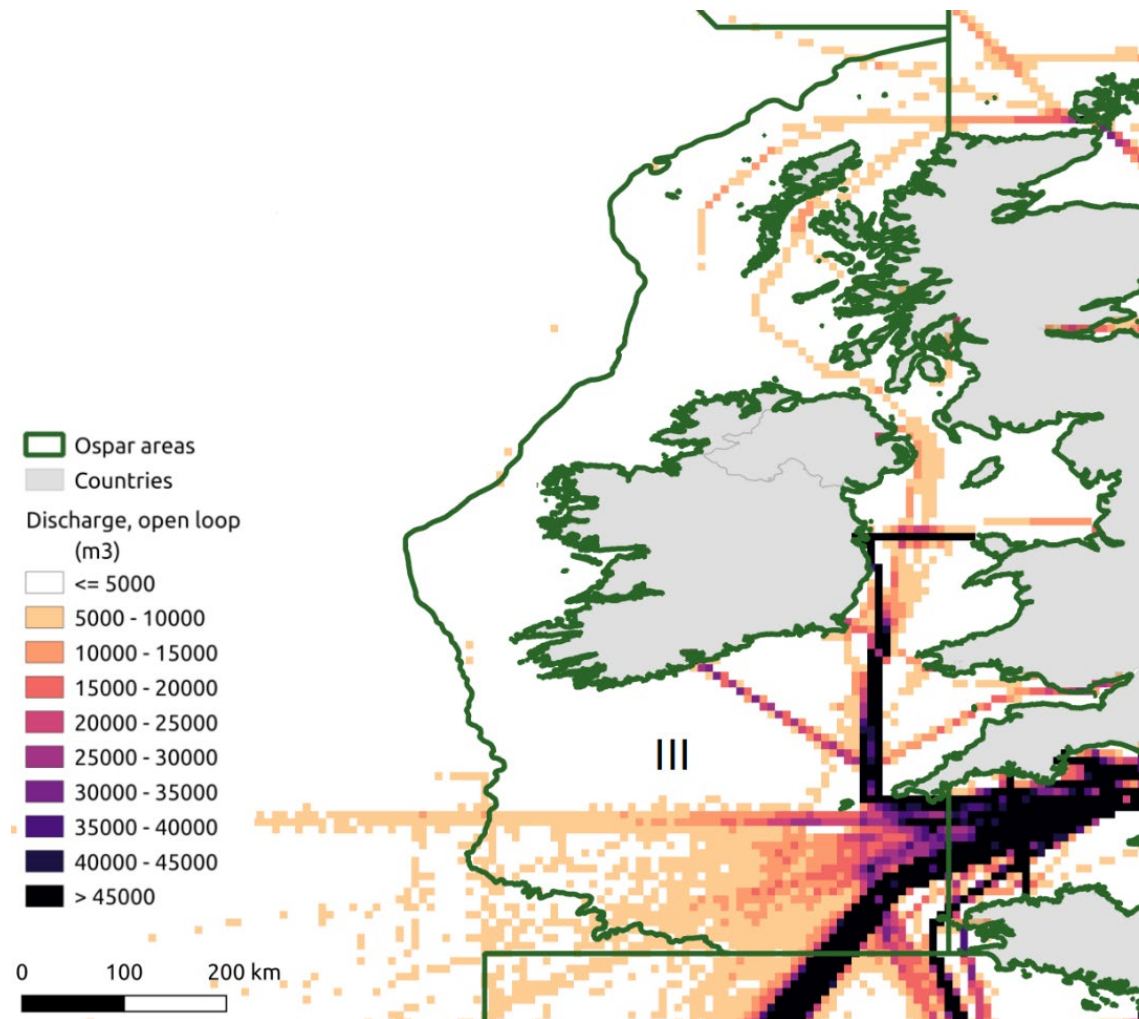 Ospar areas
Countries
Discharge, open loop
(m3)
<= 5000
5000 - 10000
10000 - 15000
15000 - 20000
20000 - 25000
25000 - 30000
30000 - 35000
35000 - 40000
40000 - 45000
> 45000
III
0 100 200 km